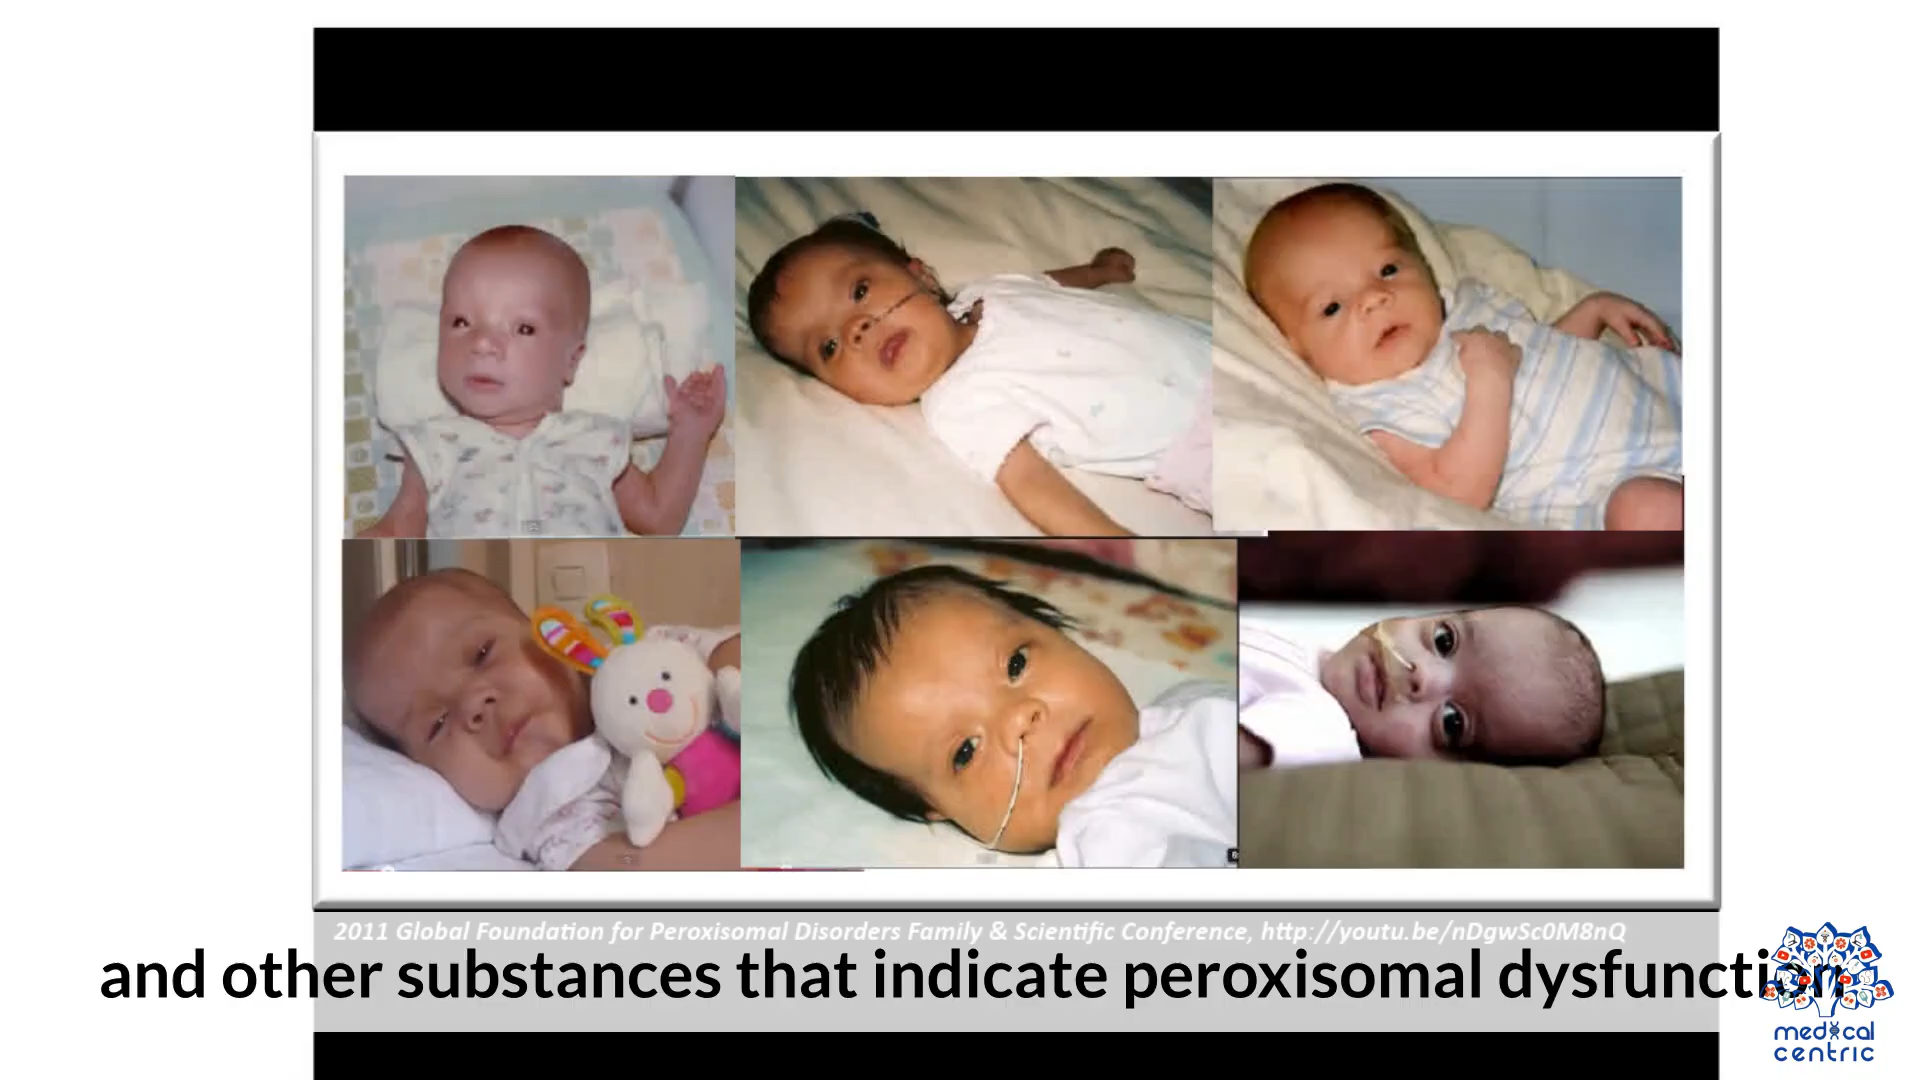 2011 Global Foundation for Peroxisomal Disorders Family & Scientific Conference, http://youtu.be/nDgwSc0M8nQ
and other substances that indicate peroxisomal dysfunction
medical
centric